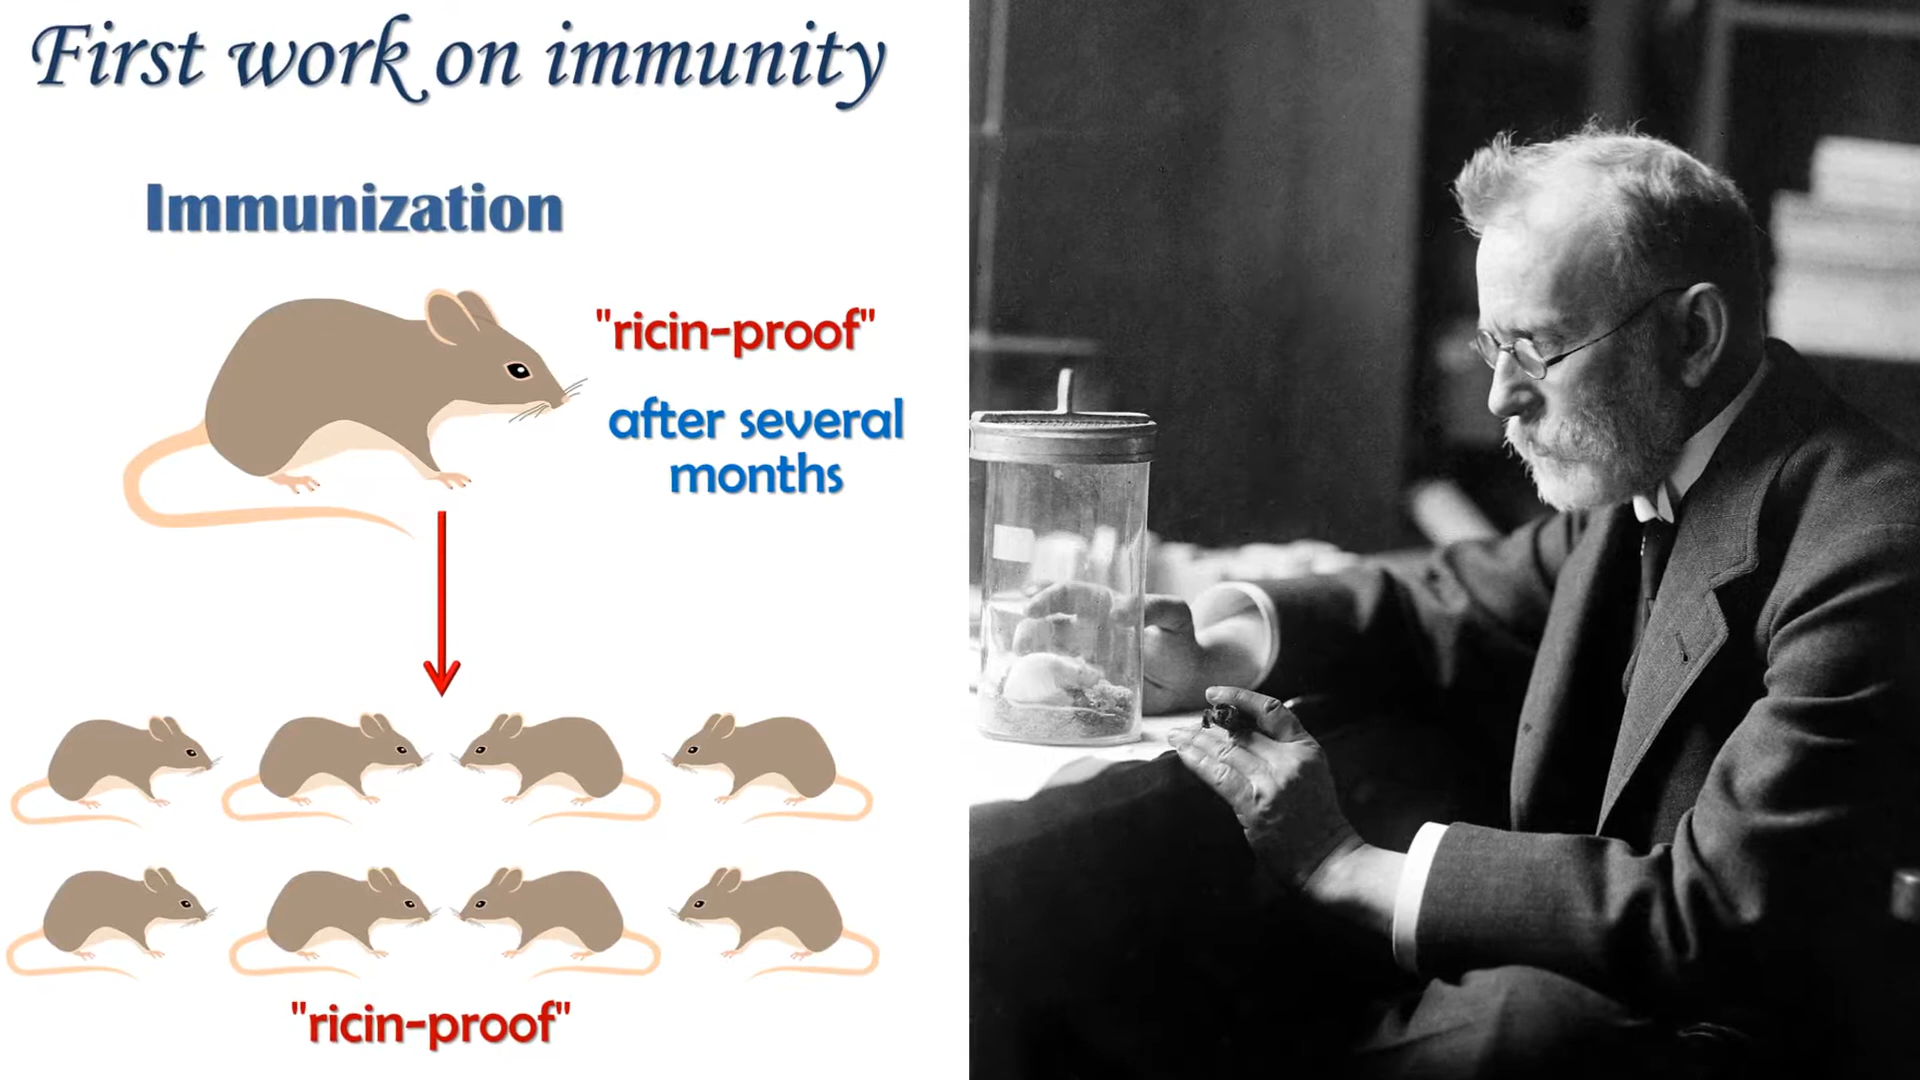 First work on immunity
Immunization
"ricin-proof"
after several
months
"ricin-proof"